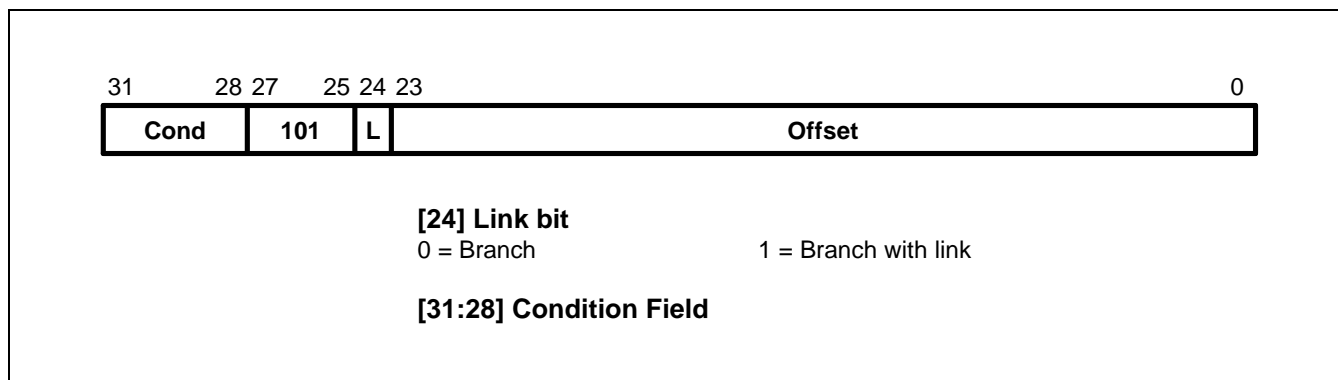 31 28 27 25 24 23 0
Cond 101 L Offset
[24] Link bit
0 = Branch 1 = Branch with link
[31:28] Condition Field